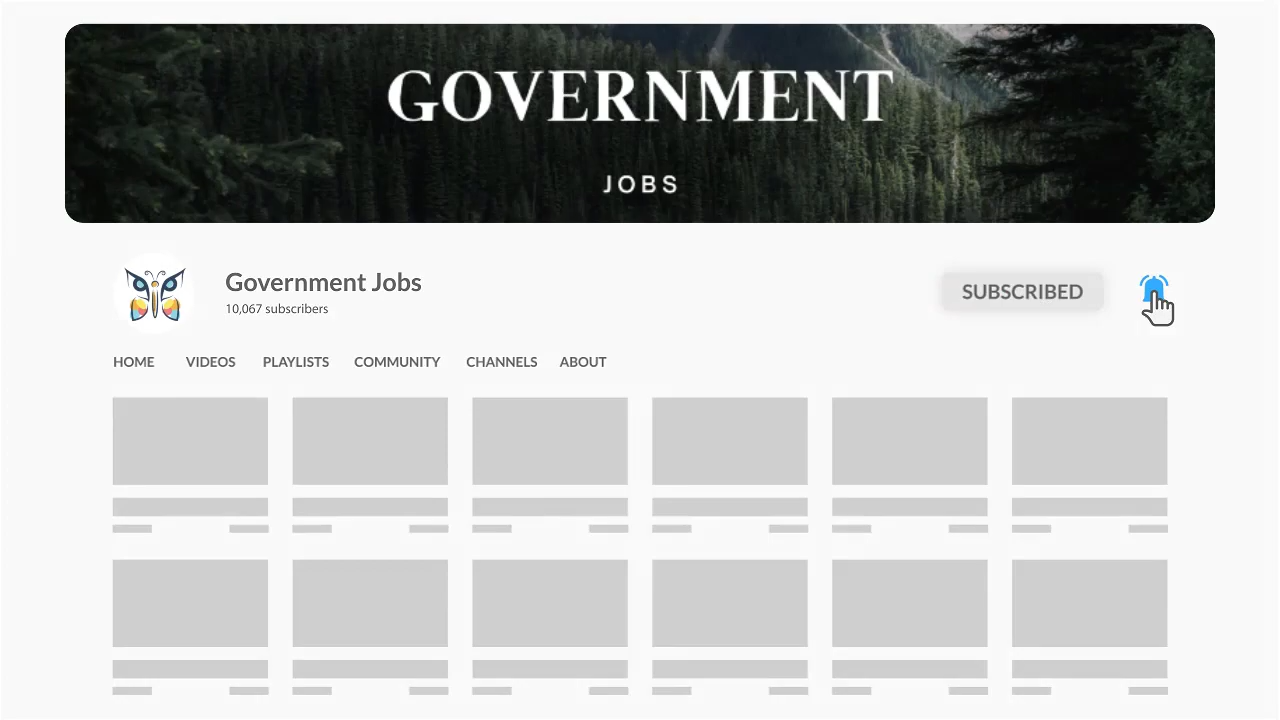 GOVERNMENT
JOBS
Government Jobs
10,067 subscribers
SUBSCRIBED
HOME VIDEOS PLAYLISTS COMMUNITY CHANNELS ABOUT